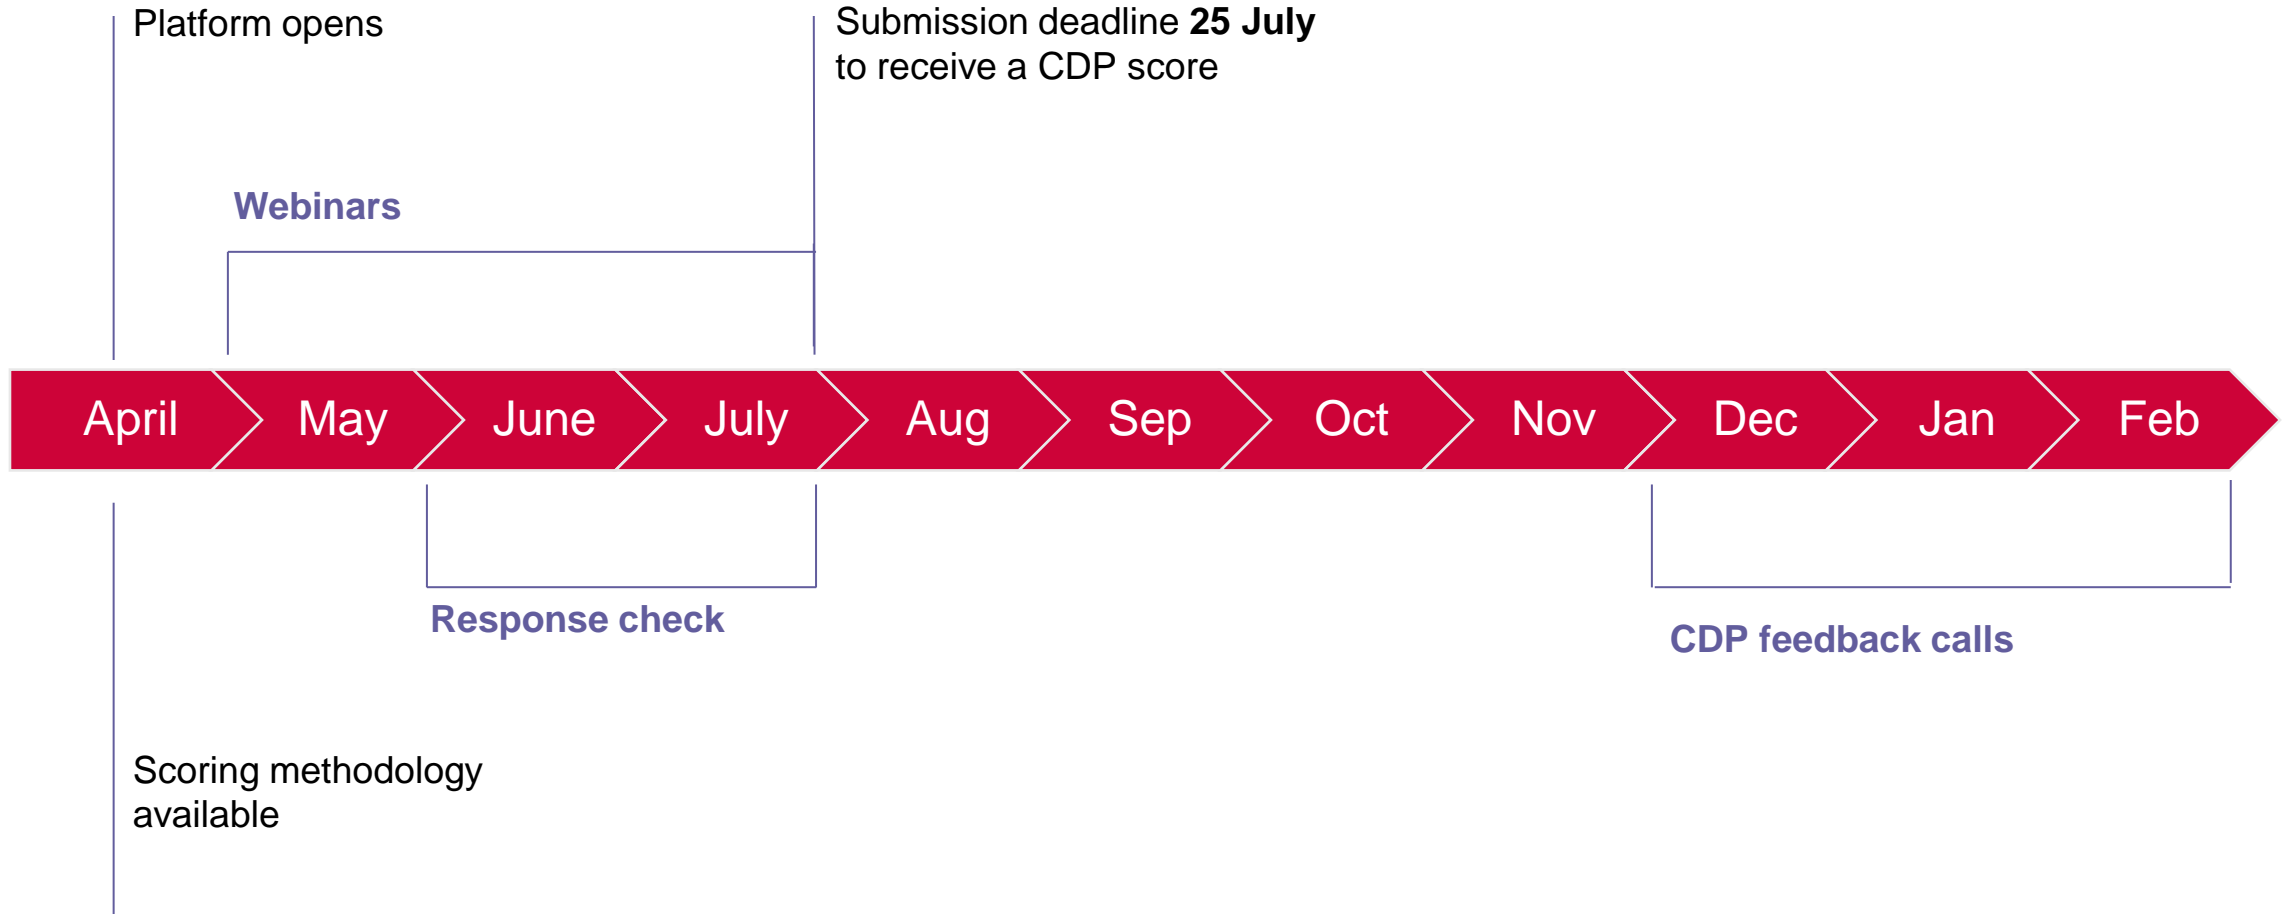 Platform opens
Submission deadline 25 July
to receive a CDP score
Webinars
April
May
June
July
Aug
Sep
Oct
Nov
Dec
Jan
Feb
Response check
CDP feedback calls
Scoring methodology
available